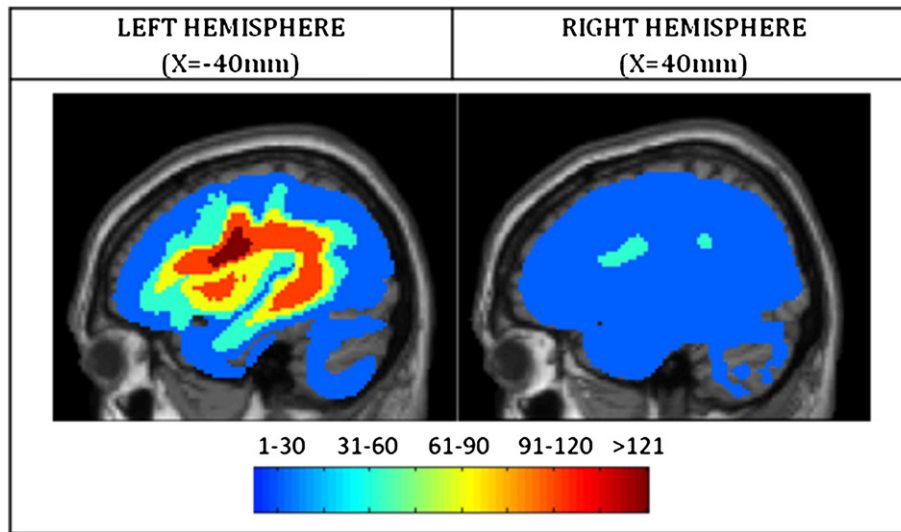 LEFT HEMISPHERE
(X=-40mm)
RIGHT HEMISPHERE
(X=40mm)
1-30 31-60 61-90 91-120 >121